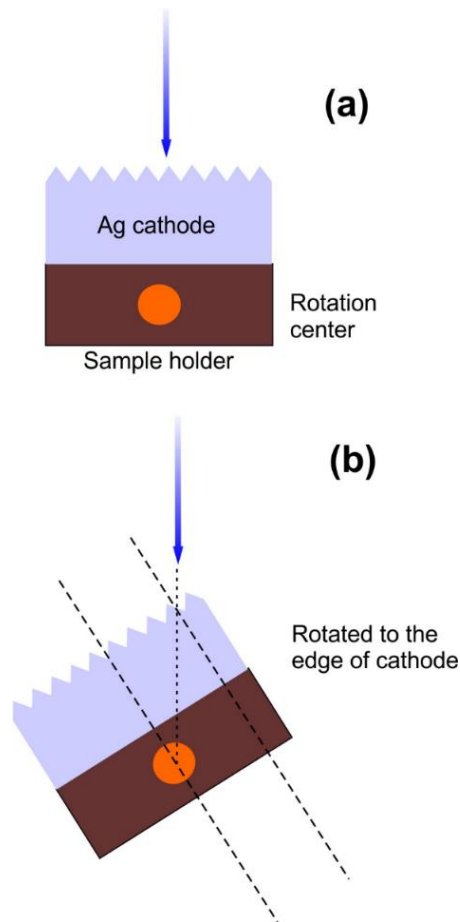 (a)
Ag cathode
Rotation
center
Sample holder
(b)
Rotated to the
edge of cathode